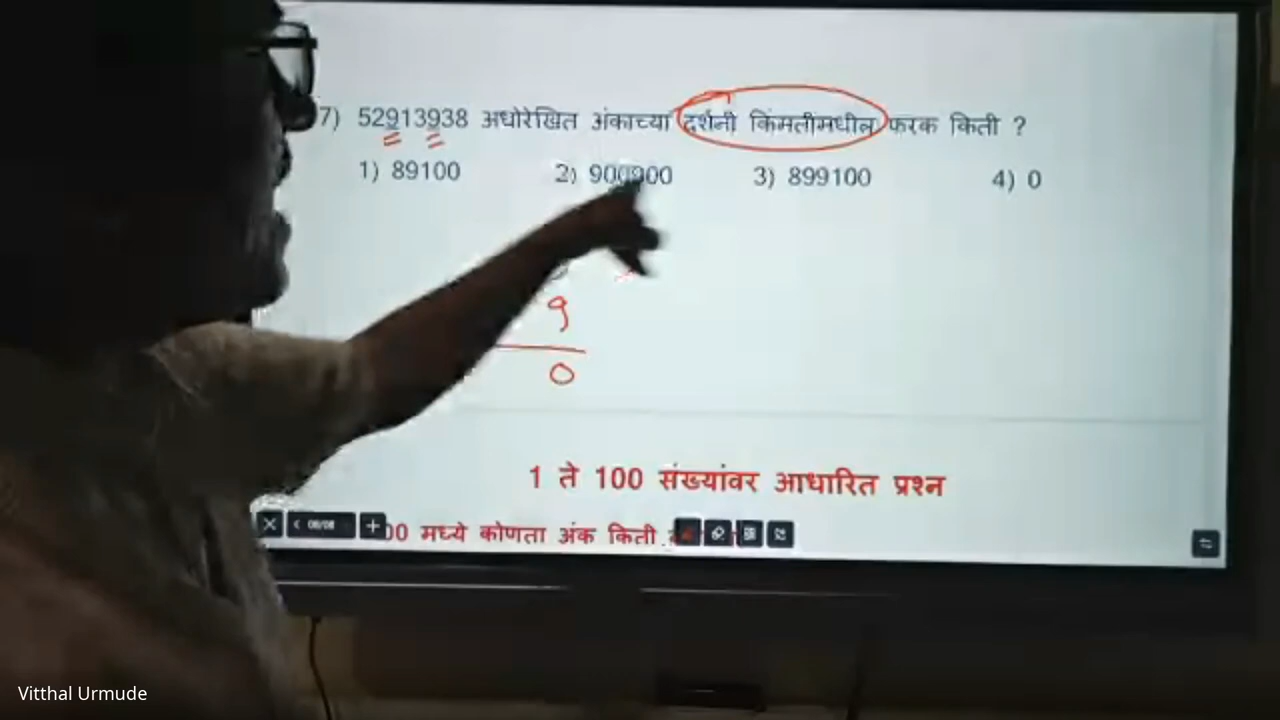 7) 52913938 अधोरेखित अंकाच्या दर्शनी किंमतीमधील फरक किती ?
1) 89100 2) 900900 3) 899100 4) 0
9
0
1 ते 100 संख्यांवर आधारित प्रश्न
00 मध्ये कोणता अंक किती
Vitthal Urmude